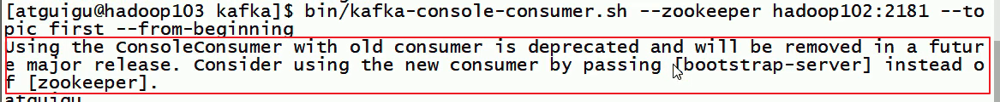 [atguigu@hadoop103 kafka]$ bin/kafka-console-consumer.sh --zookeeper hadoop102:2181 --to
pic first --from-beginning
Using the ConsoleConsumer with old consumer is deprecated and will be removed in a futur
e major release. Consider using the new consumer by passing [bootstrap-server] instead o
f [zookeeper].
atguigu